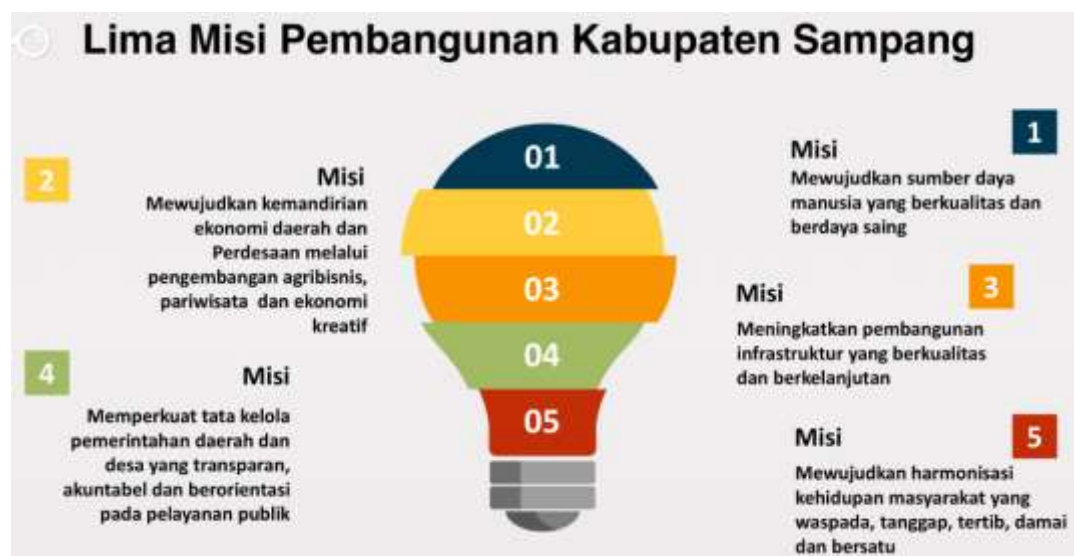 Lima Misi Pembangunan Kabupaten Sampang
1
Misi
Mewujudkan sumber daya
manusia yang berkualitas dan
berdaya saing
2
Misi
Mewujudkan kemandirian
ekonomi daerah dan
Perdesaan melalui
pengembangan agribisnis,
pariwisata dan ekonomi
kreatif
3
Misi
Meningkatkan pembangunan
infrastruktur yang berkualitas
dan berkelanjutan
4
Misi
Memperkuat tata kelola
pemerintahan daerah dan
desa yang transparan,
akuntabel dan berorientasi
pada pelayanan publik
5
Misi
Mewujudkan harmonisasi
kehidupan masyarakat yang
waspada, tanggap, tertib, damai
dan bersatu
01
02
03
04
05